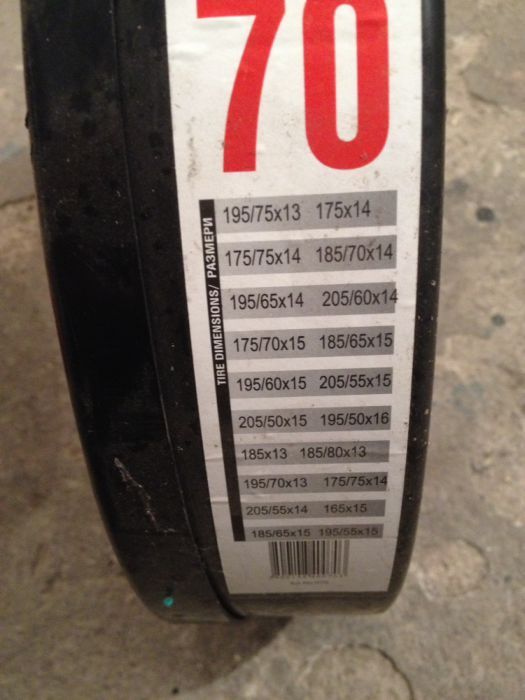 70
TIRE DIMENSIONS/ РАЗМЕРИ
195/75x13 175x14
175/75x14 185/70x14
195/65x14 205/60x14
175/70x15 185/65x15
195/60x15 205/55x15
205/50x15 195/50x16
185x13 185/80x13
195/70x13 175/75x14
205/55x14 165x15
185/65x15 195/55x15